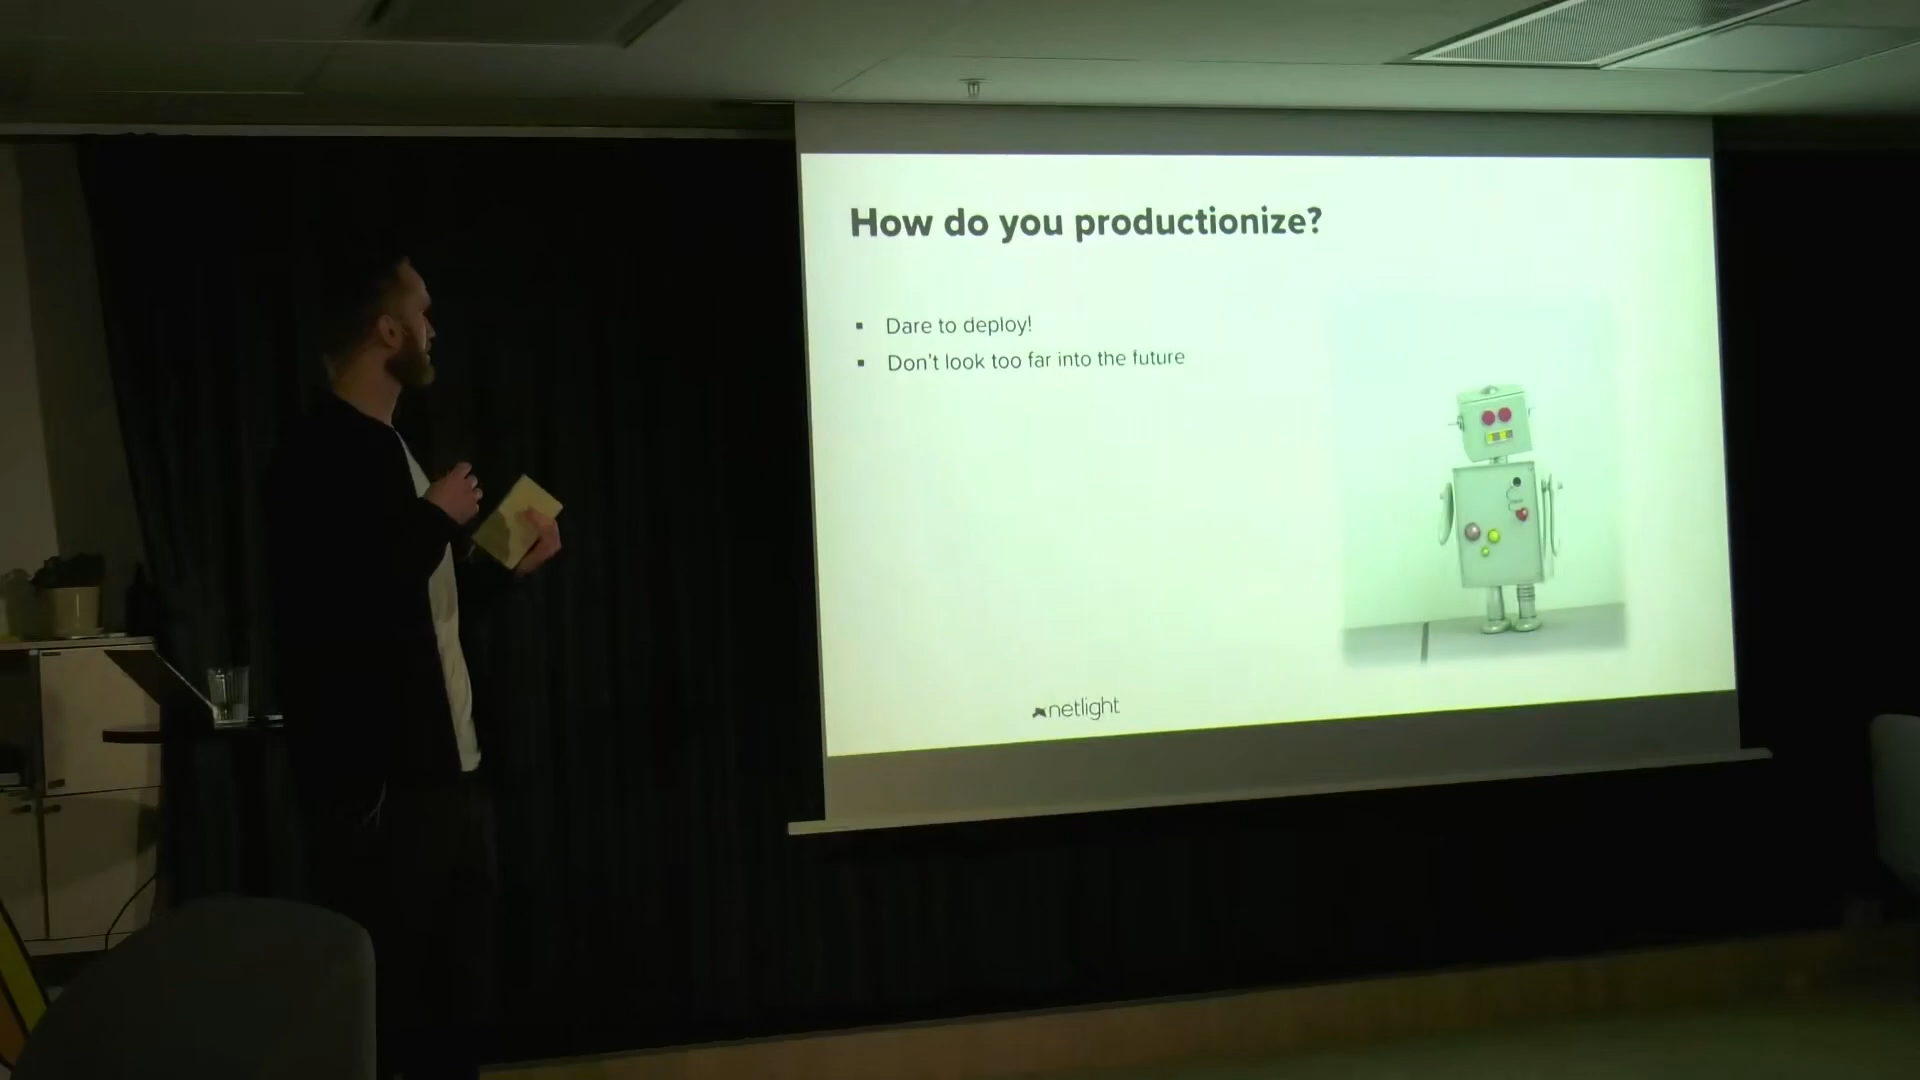 How do you productionize?
▪ Dare to deploy!
▪ Don't look too far into the future
netlight